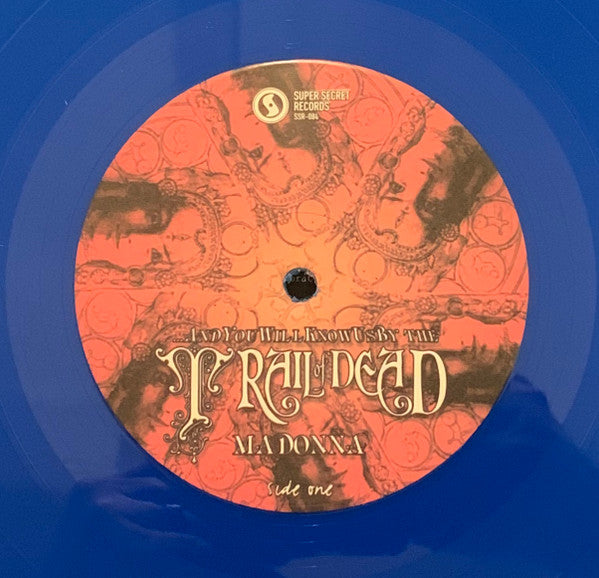 SUPER SECRET
RECORDS
SSR-084
...AND YOU WILL KNOW US BY THE
TRAIL of DEAD
MADONNA
side one